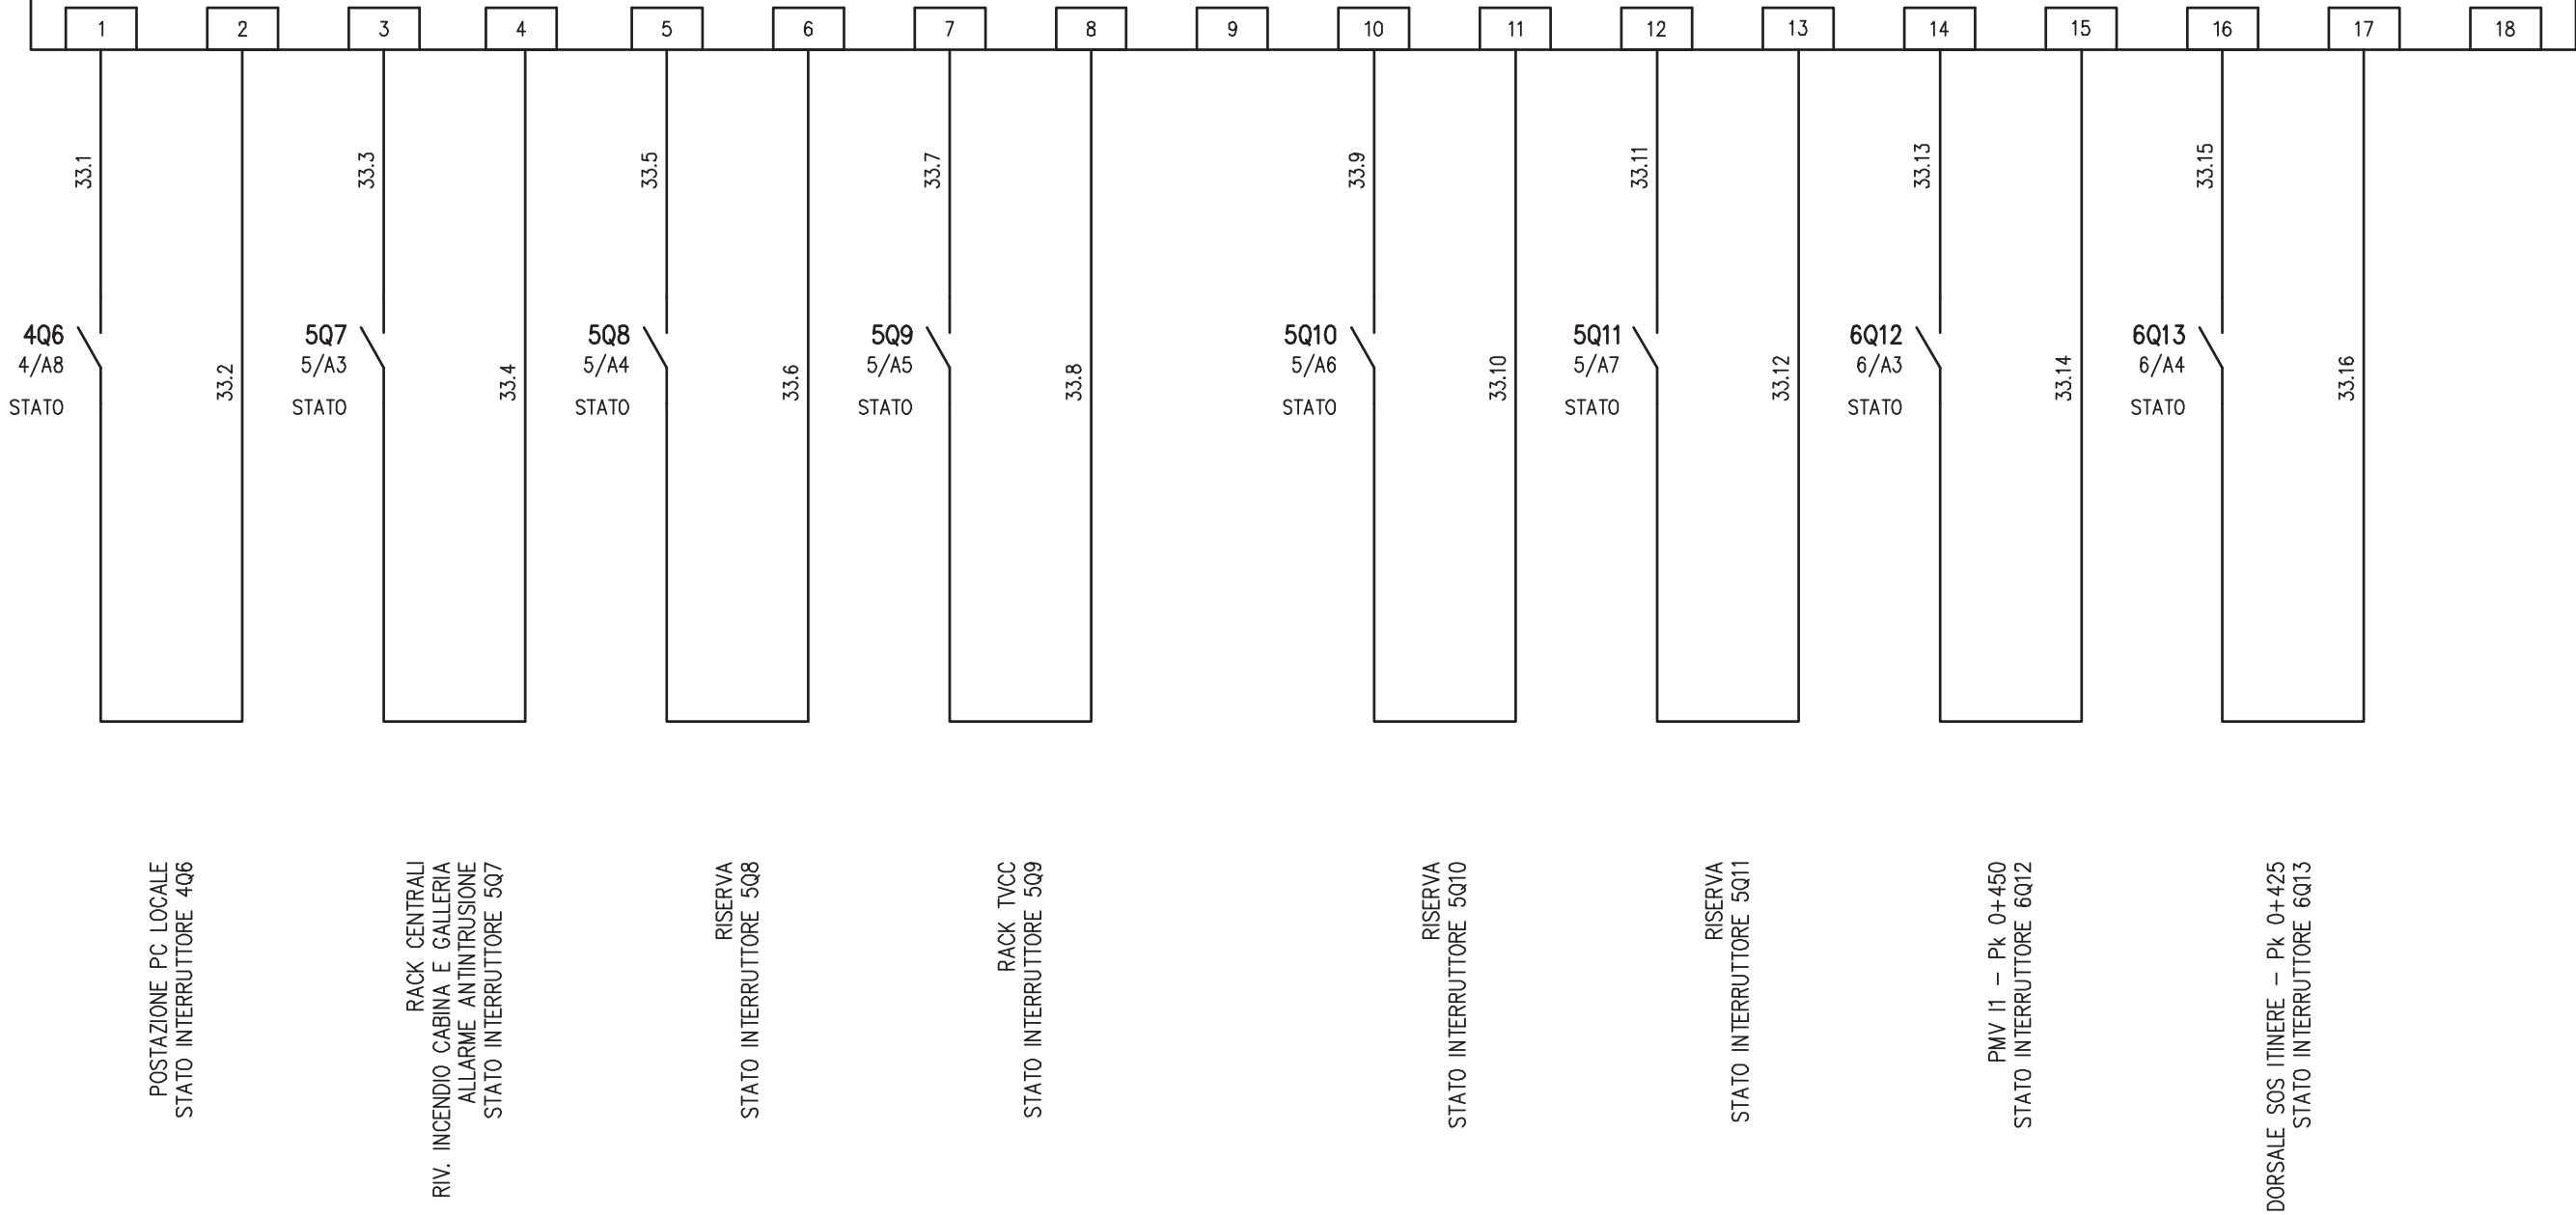 1 2 3 4 5 6 7 8 9 10 11 12 13 14 15 16 17 18
33.1 33.3 33.5 33.7 33.9 33.11 33.13 33.15
4Q6 5Q7 5Q8 5Q9 5Q10 5Q11 6Q12 6Q13
4/A8 5/A3 5/A4 5/A5 5/A6 5/A7 6/A3 6/A4
33.2 33.4 33.6 33.8 33.10 33.12 33.14 33.16
STATO STATO STATO STATO STATO STATO STATO STATO
POSTAZIONE PC LOCALE
STATO INTERRUTTORE 4Q6
RACK CENTRALI
RIV. INCENDIO CABINA E GALLERIA
ALLARME ANTINTRUSIONE
STATO INTERRUTTORE 5Q7
RISERVA
STATO INTERRUTTORE 5Q8
RACK TVCC
STATO INTERRUTTORE 5Q9
RISERVA
STATO INTERRUTTORE 5Q10
RISERVA
STATO INTERRUTTORE 5Q11
PMV I1 - Pk 0+450
STATO INTERRUTTORE 6Q12
DORSALE SOS ITINERE - Pk 0+425
STATO INTERRUTTORE 6Q13